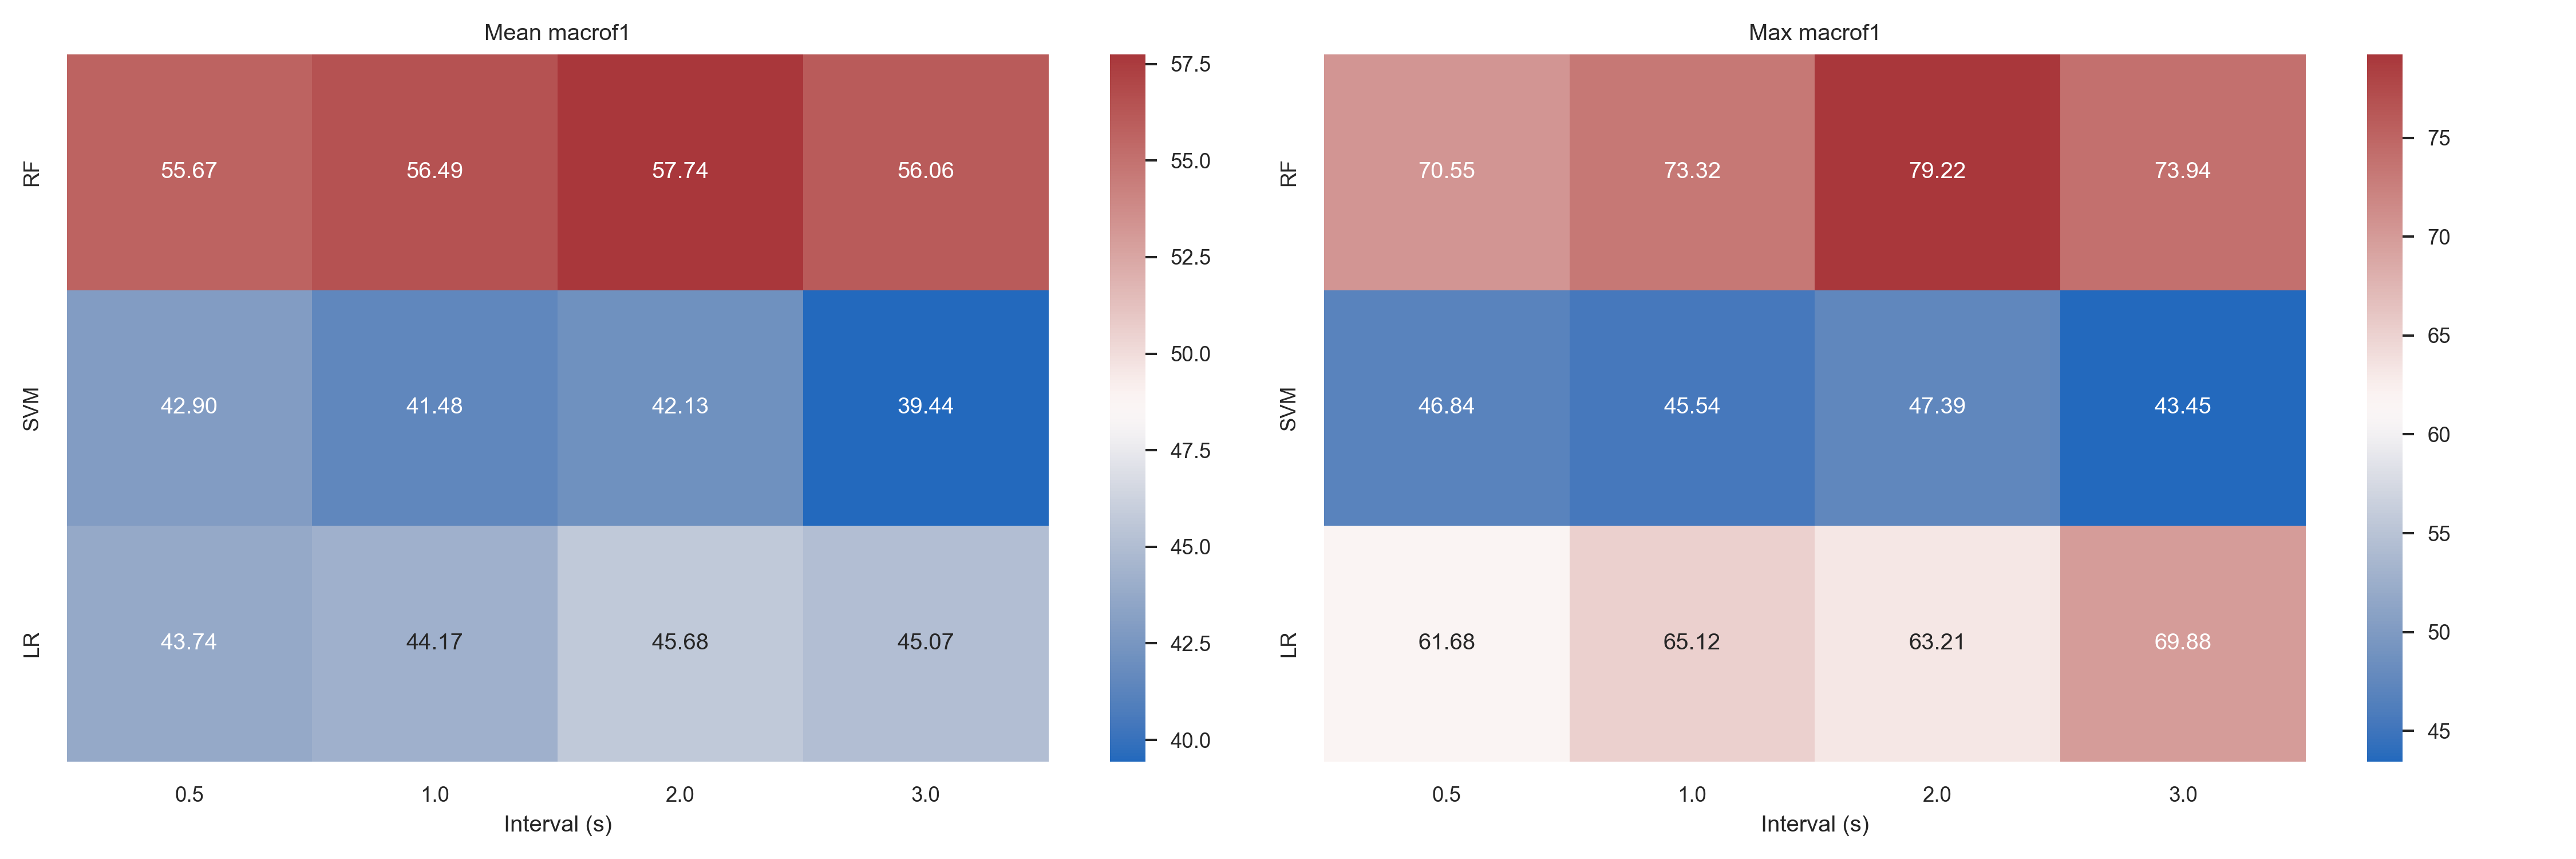 Mean macrof1
RF
55.67 56.49 57.74 56.06
SVM
42.90 41.48 42.13 39.44
LR
43.74 44.17 45.68 45.07
0.5 1.0 2.0 3.0
Interval (s)
57.5
55.0
52.5
50.0
47.5
45.0
42.5
40.0
Max macrof1
RF
70.55 73.32 79.22 73.94
SVM
46.84 45.54 47.39 43.45
LR
61.68 65.12 63.21 69.88
0.5 1.0 2.0 3.0
Interval (s)
75
70
65
60
55
50
45